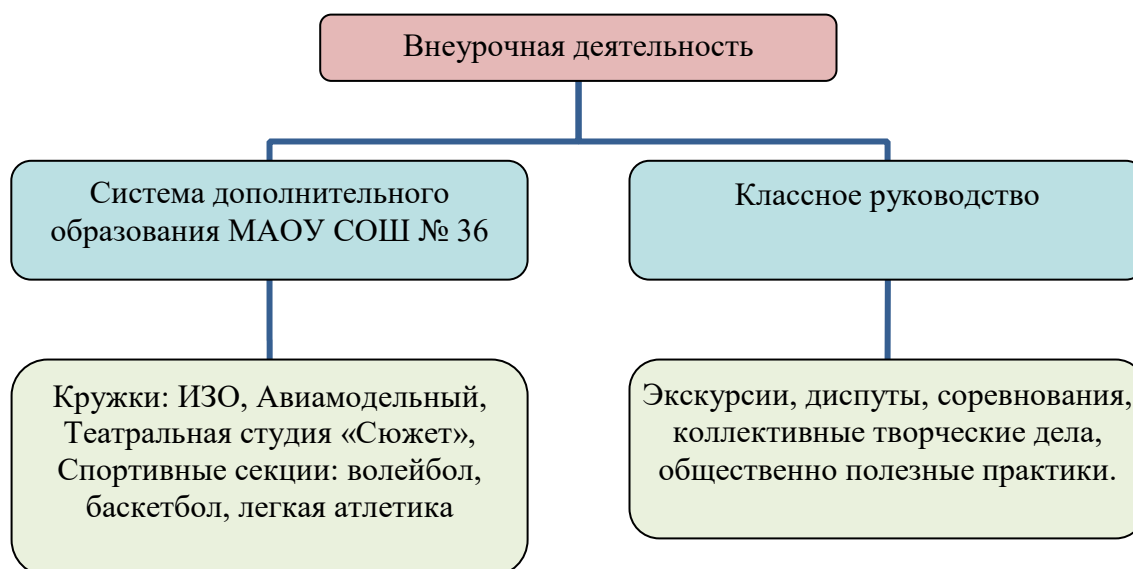 Внеурочная деятельность
Система дополнительного
образования МАОУ СОШ № 36
Классное руководство
Кружки: ИЗО, Авиамодельный,
Театральная студия «Сюжет»,
Спортивные секции: волейбол,
баскетбол, легкая атлетика
Экскурсии, диспуты, соревнования,
коллективные творческие дела,
общественно полезные практики.